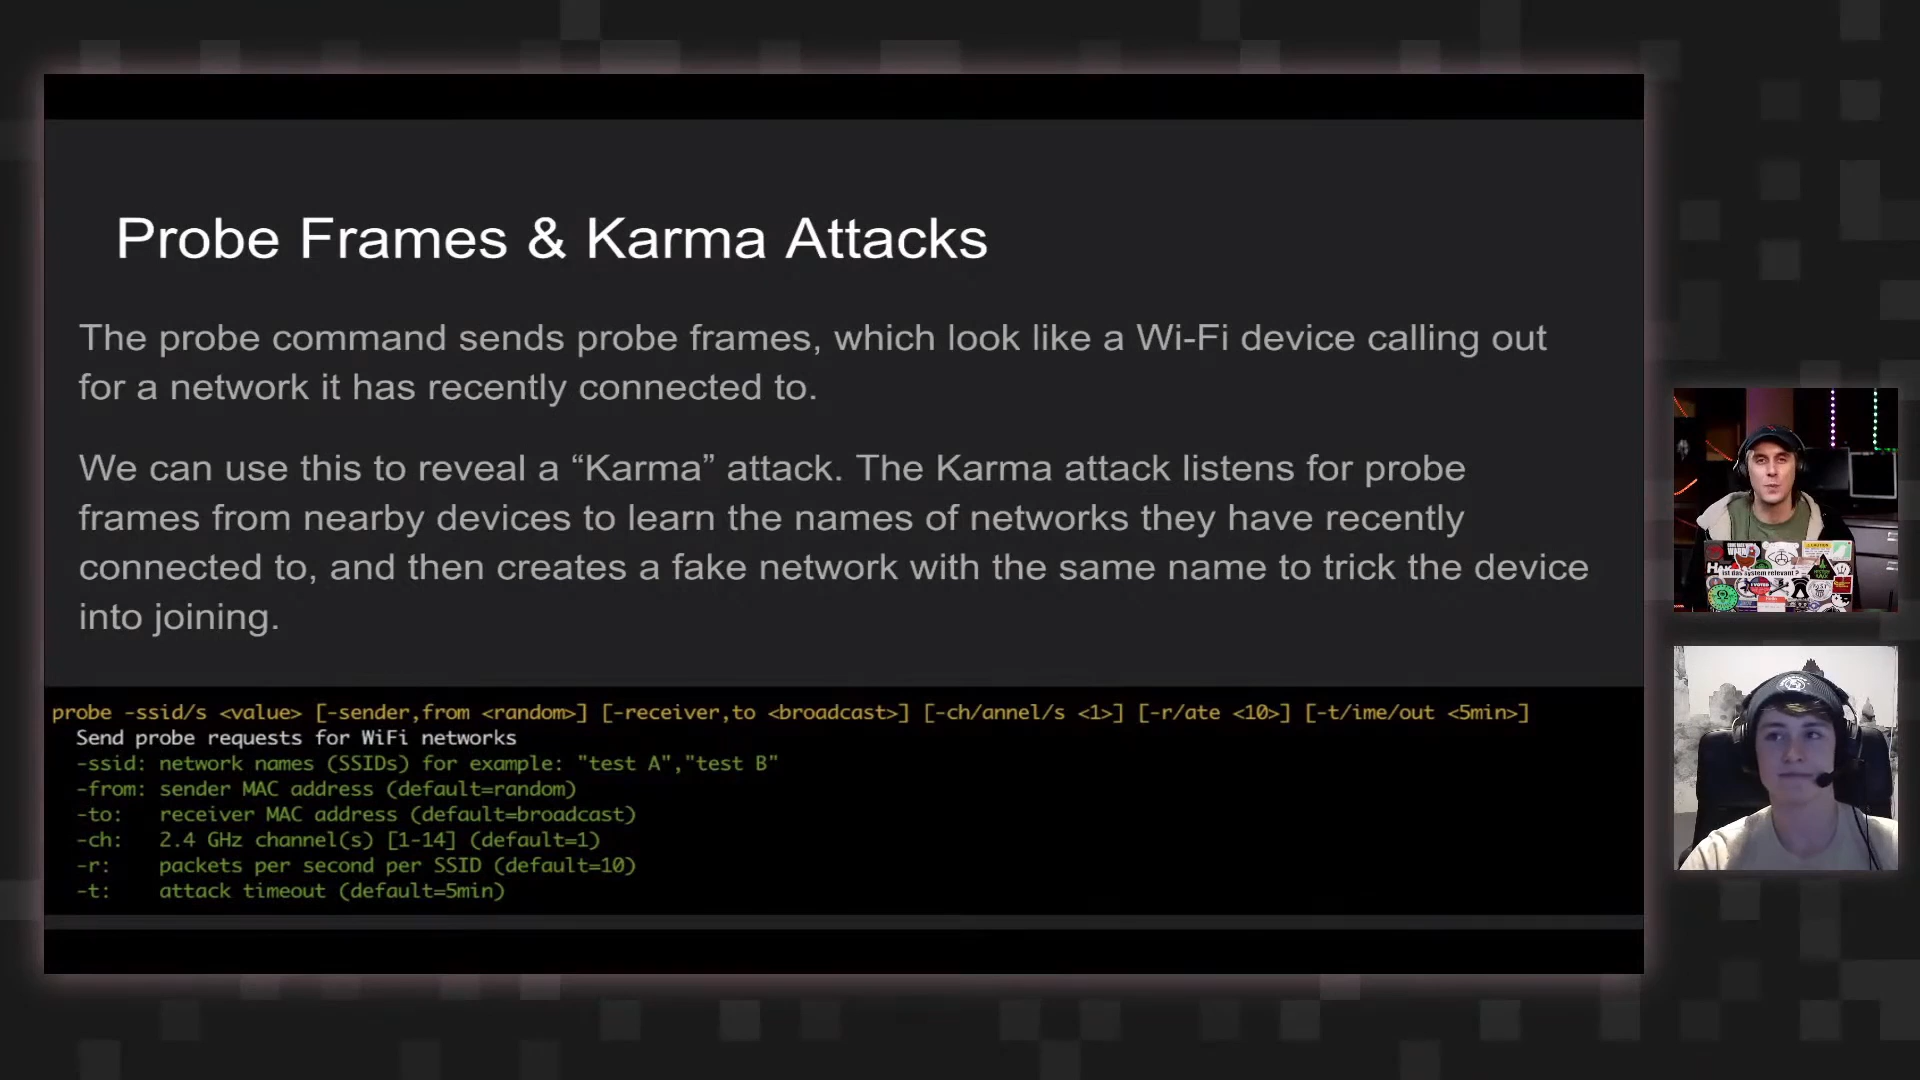 Probe Frames & Karma Attacks
The probe command sends probe frames, which look like a Wi-Fi device calling out
for a network it has recently connected to.
We can use this to reveal a “Karma” attack. The Karma attack listens for probe
frames from nearby devices to learn the names of networks they have recently
connected to, and then creates a fake network with the same name to trick the device
into joining.
probe -ssid/s <value> [-sender,from <random>] [-receiver,to <broadcast>] [-ch/annel/s <1>] [-r/ate <10>] [-t/ime/out <5min>]
Send probe requests for WiFi networks
-ssid: network names (SSIDs) for example: "test A","test B"
-from: sender MAC address (default=random)
-to: receiver MAC address (default=broadcast)
-ch: 2.4 GHz channel(s) [1-14] (default=1)
-r: packets per second per SSID (default=10)
-t: attack timeout (default=5min)
ist das system relevant ?